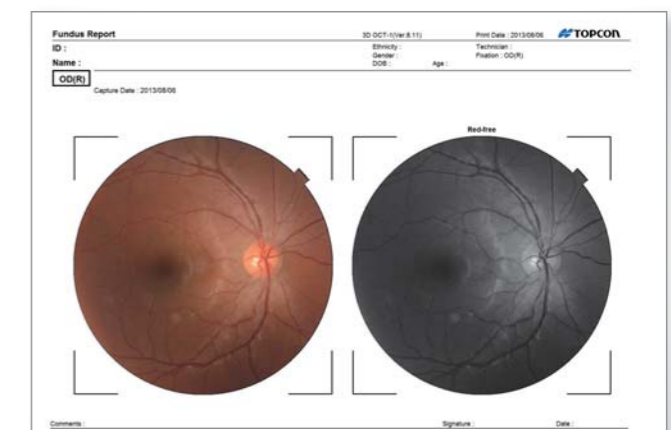 Fundus Report
3D OCT-1(Ver.8.11)
Print Date : 2013/08/06
TOPCON
ID :
Ethnicity :
Technician :
Gender :
Fixation : OD(R)
Name :
DOB :
Age :
OD(R)
Capture Date : 2013/08/06
Red-free
Comments :
Signature :
Date :